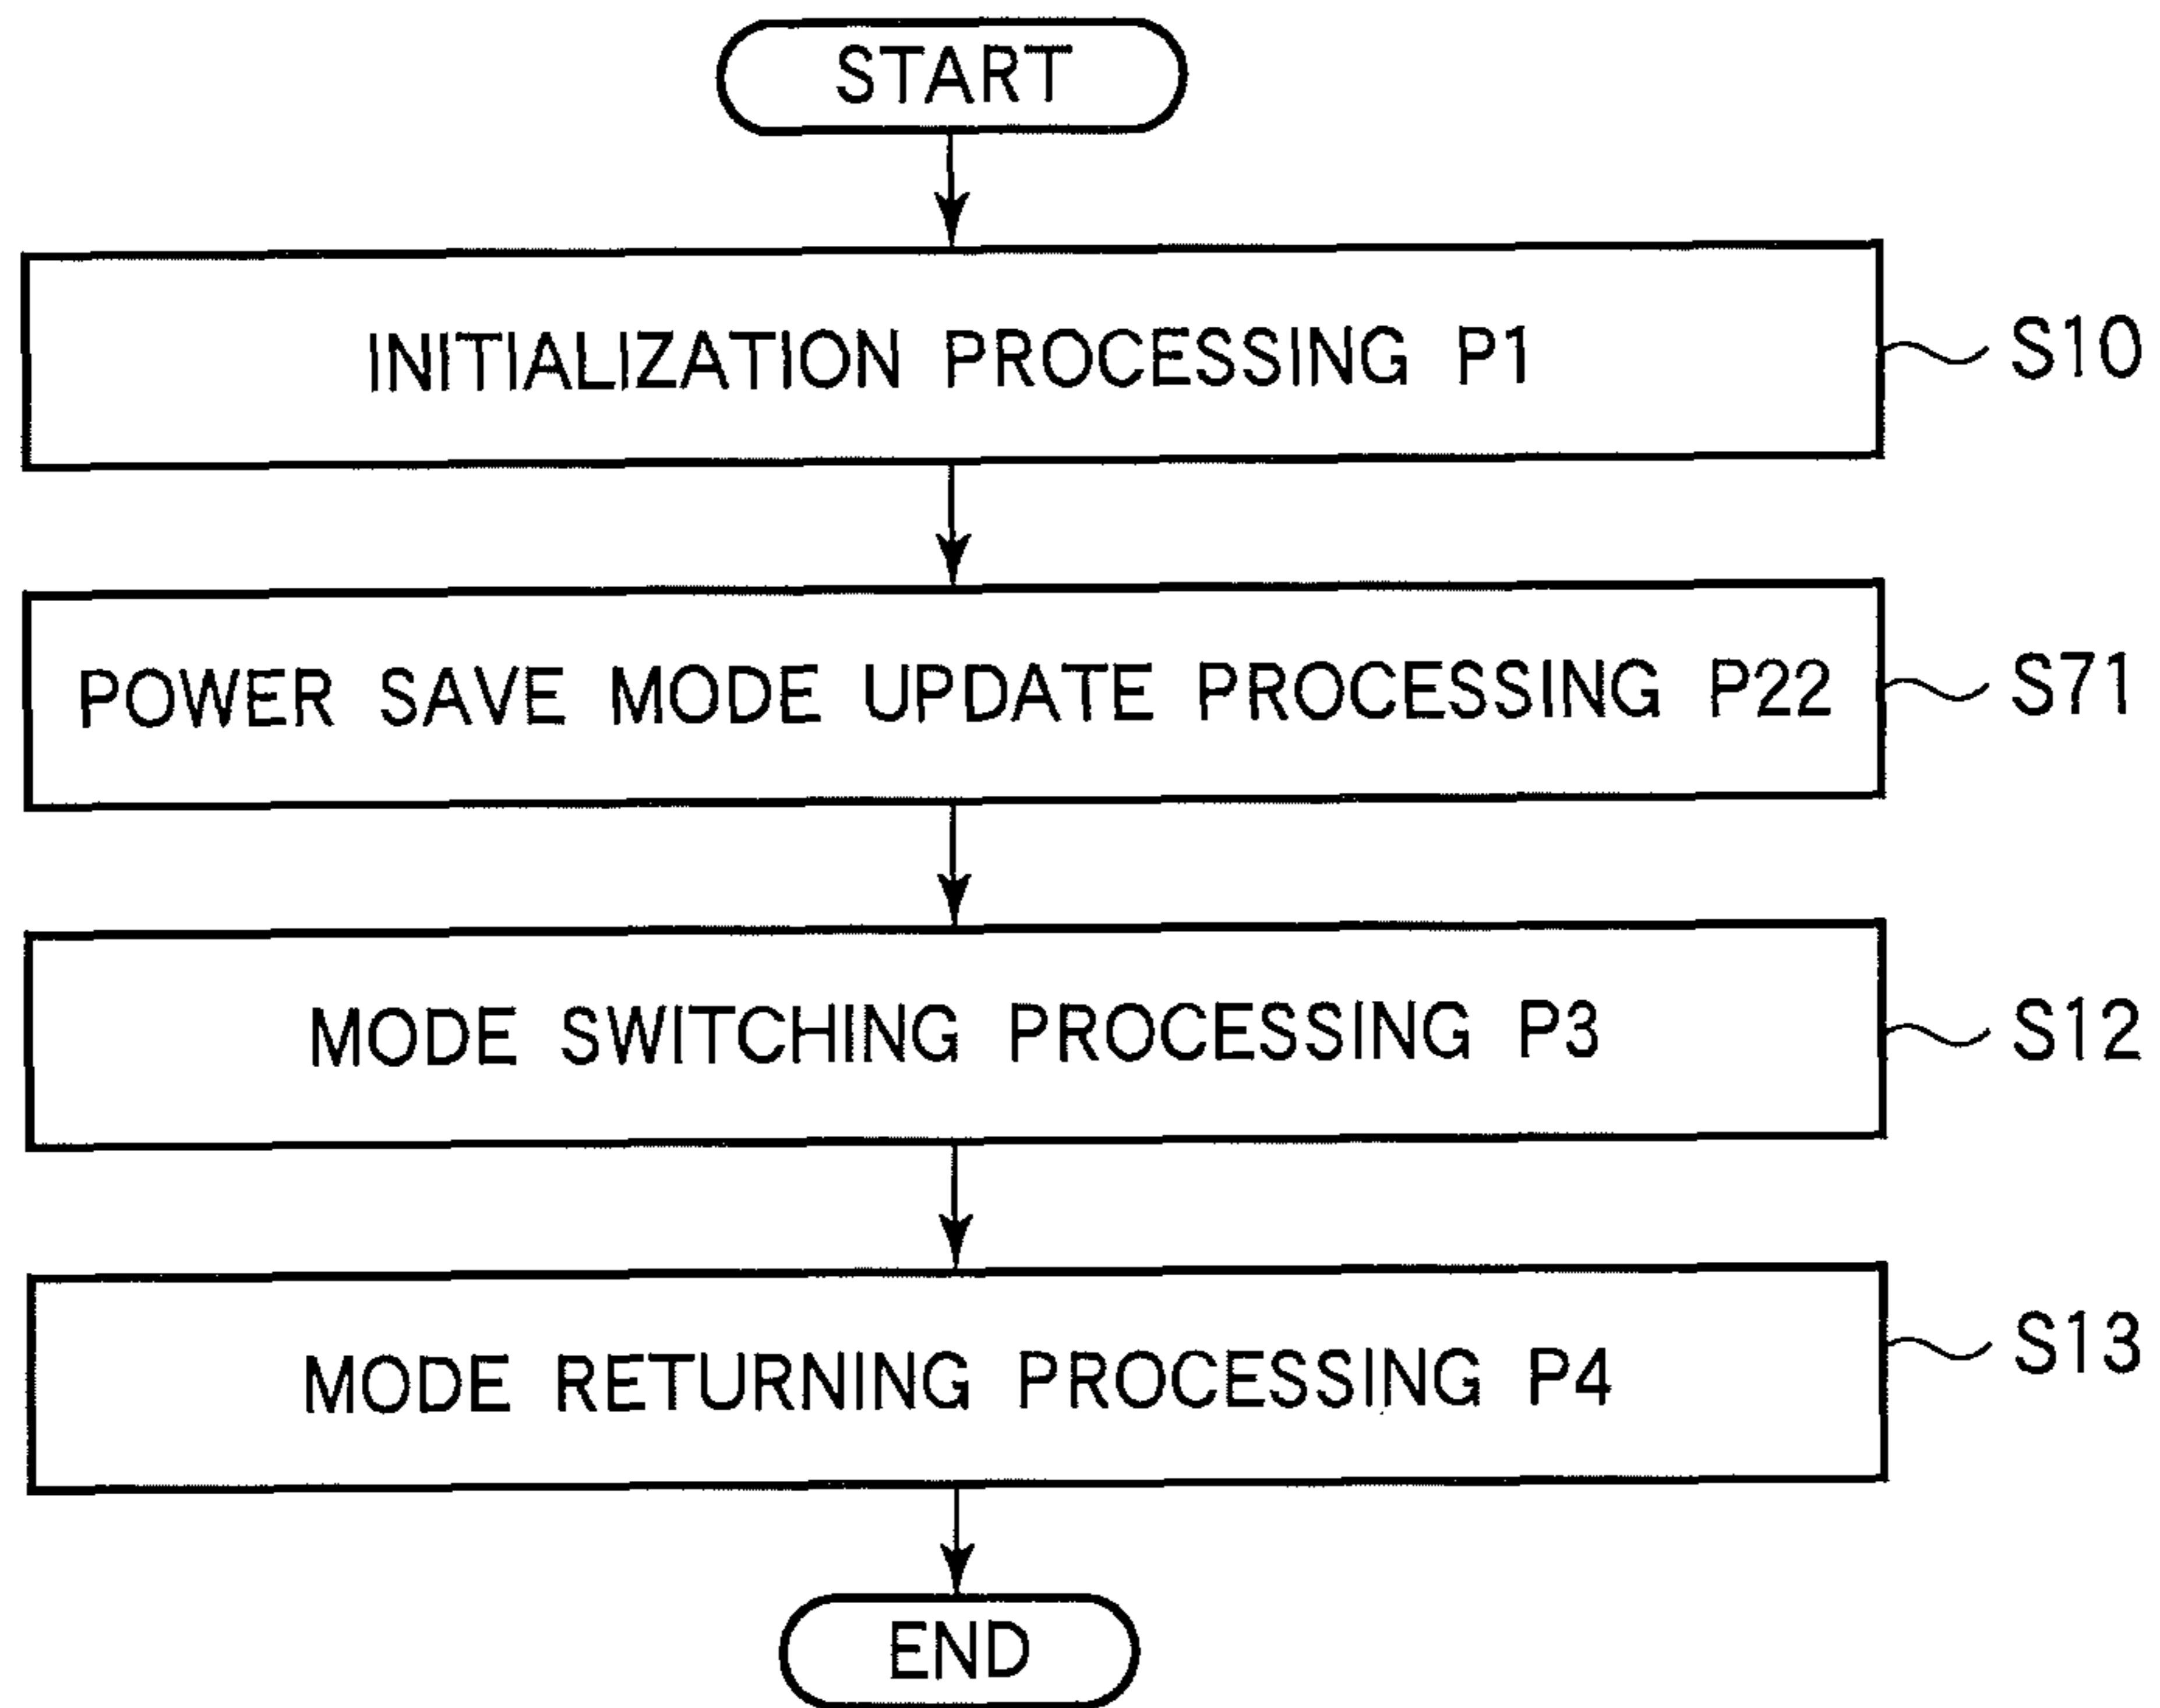 START
INITIALIZATION PROCESSING P1
S10
POWER SAVE MODE UPDATE PROCESSING P22
S71
MODE SWITCHING PROCESSING P3
S12
MODE RETURNING PROCESSING P4
S13
END